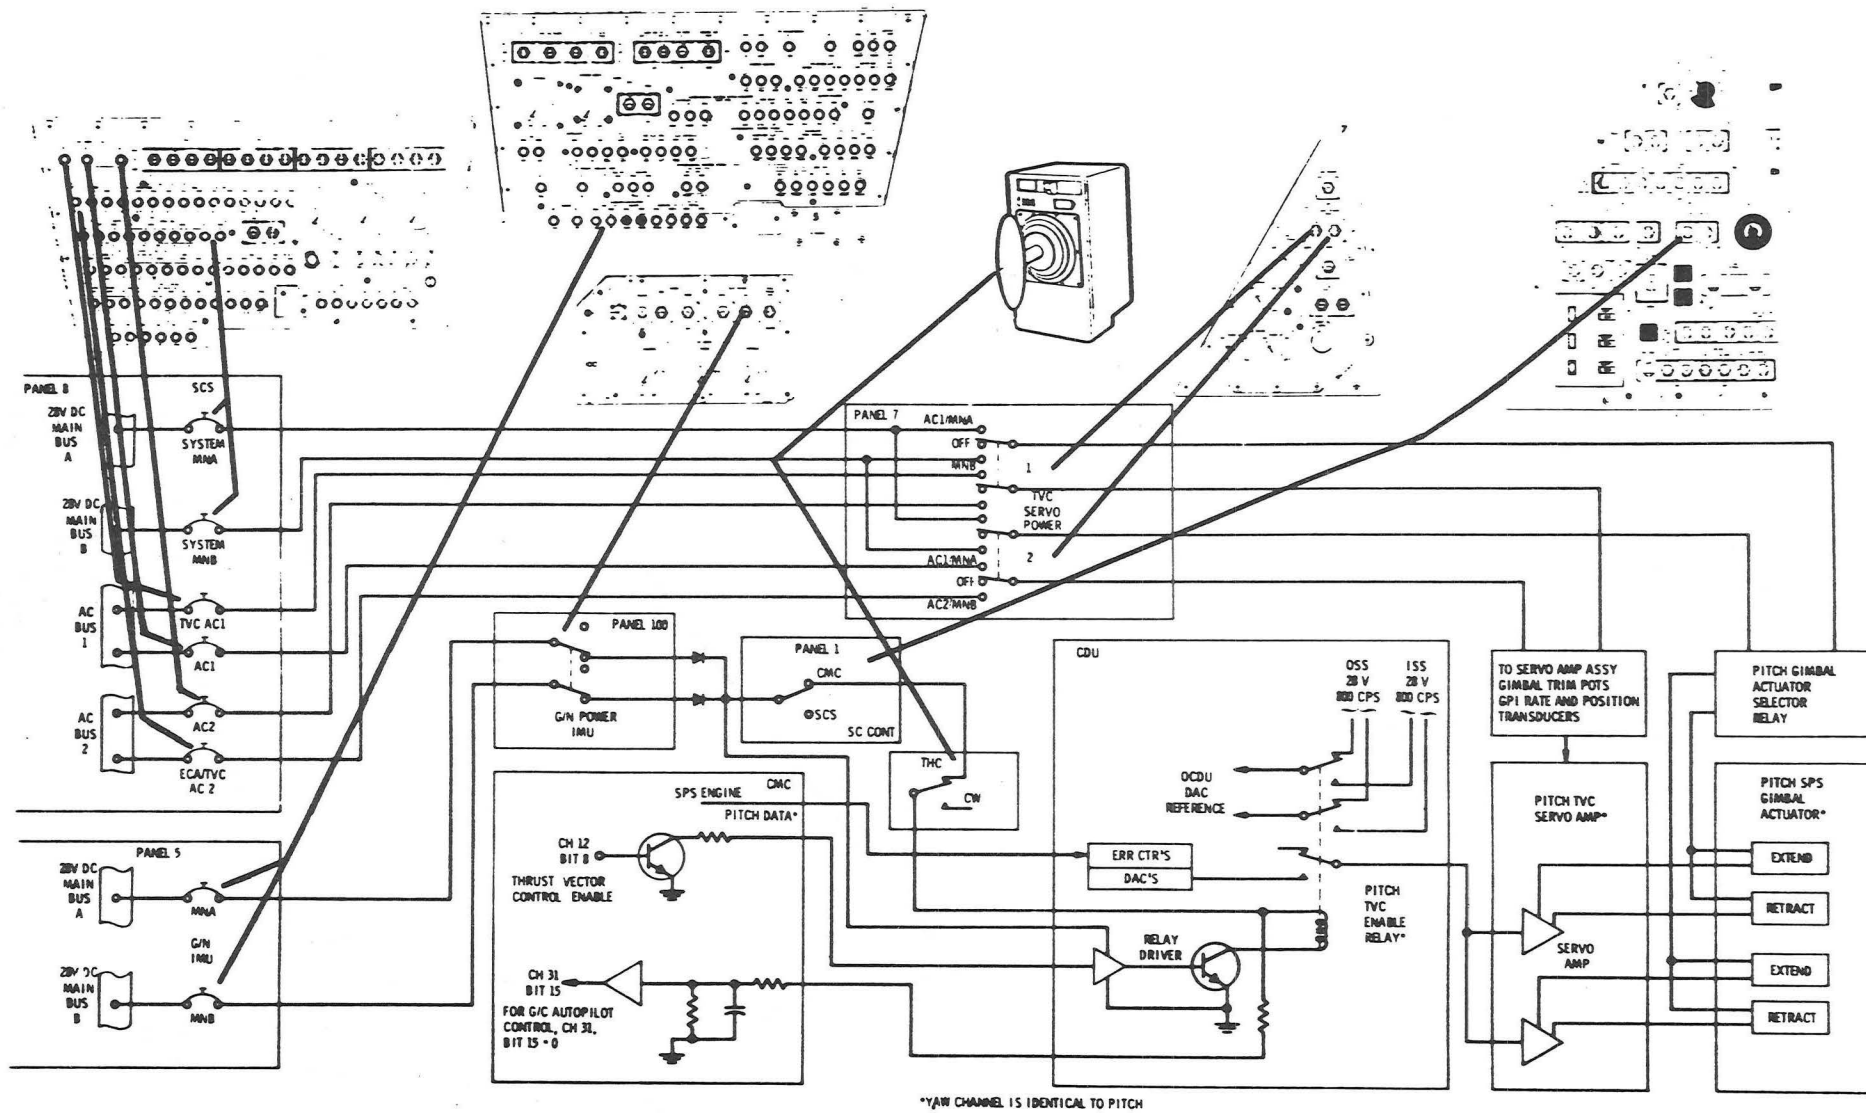 7
5
6
PANEL 8
SCS
28V DC
MAIN
BUS
A
SYSTEM
MNA
28V DC
MAIN
BUS
B
SYSTEM
MNB
AC
BUS
1
TVC AC1
AC1
AC
BUS
2
AC2
ECA/TVC
AC 2
PANEL 5
28V DC
MAIN
BUS
A
MNA
G/N
IMU
28V DC
MAIN
BUS
B
MNB
PANEL 7
AC1/MNA
OFF
MNB
1
TVC
SERVO
POWER
2
AC1/MNA
OFF
AC2/MNB
PANEL 100
G/N POWER
IMU
PANEL 1
CMC
SCS
SC CONT
THC
CW
CMC
SPS ENGINE
PITCH DATA*
CH 12
BIT 8
THRUST VECTOR
CONTROL ENABLE
CH 31
BIT 15
FOR G/C AUTOPILOT
CONTROL, CH 31,
BIT 15 = 0
CDU
OSS
28 V
800 CPS
ISS
28 V
800 CPS
OCDU
DAC
REFERENCE
ERR CTR'S
DAC'S
RELAY
DRIVER
PITCH
TVC
ENABLE
RELAY*
TO SERVO AMP ASSY
GIMBAL TRIM POTS
GPI RATE AND POSITION
TRANSDUCERS
PITCH TVC
SERVO AMP*
SERVO
AMP
PITCH GIMBAL
ACTUATOR
SELECTOR
RELAY
PITCH SPS
GIMBAL
ACTUATOR*
EXTEND
RETRACT
EXTEND
RETRACT
*YAW CHANNEL IS IDENTICAL TO PITCH